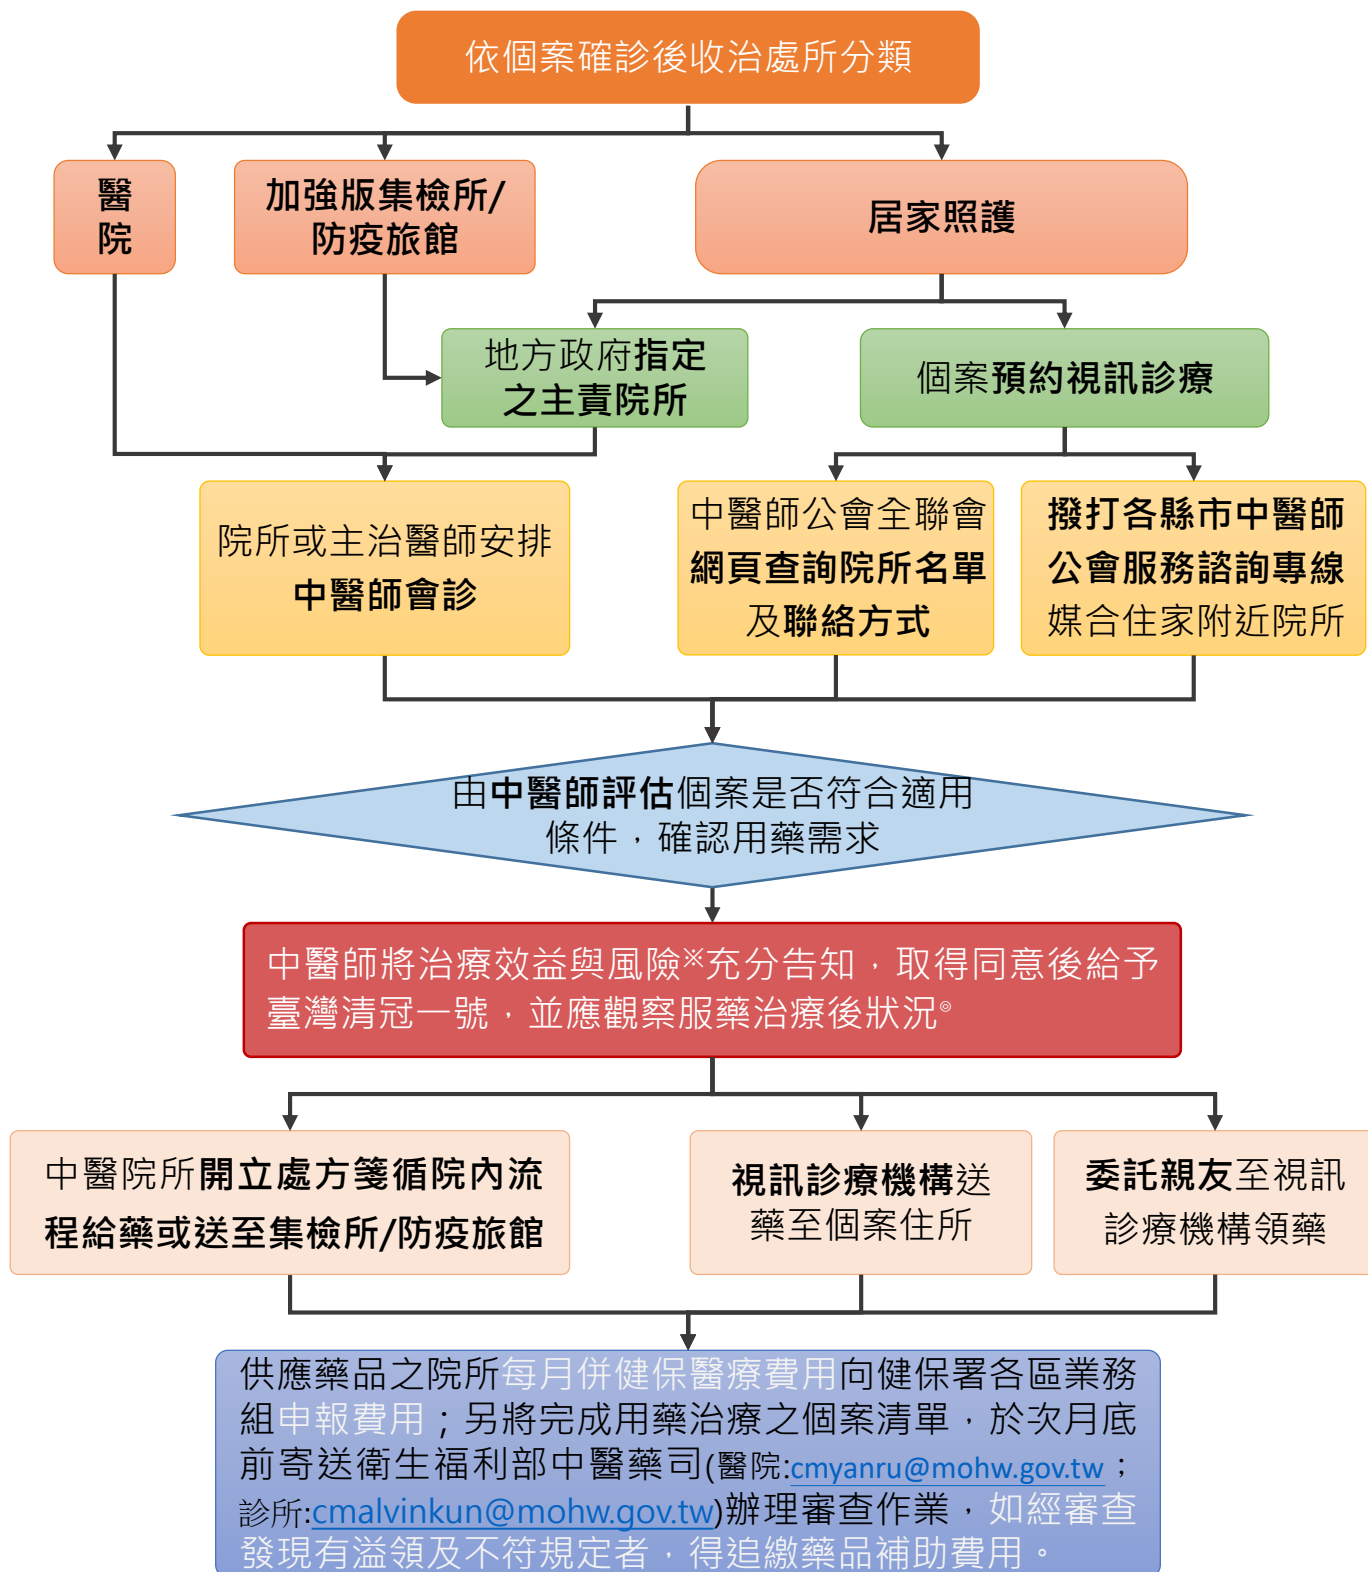 依個案確診後收治處所分類
醫
院
加強版集檢所/
防疫旅館
居家照護
地方政府指定
之主責院所
個案預約視訊診療
院所或主治醫師安排
中醫師會診
中醫師公會全聯會
網頁查詢院所名單
及聯絡方式
撥打各縣市中醫師
公會服務諮詢專線
媒合住家附近院所
由中醫師評估個案是否符合適用
條件，確認用藥需求
中醫師將治療效益與風險※充分告知，取得同意後給予
臺灣清冠一號，並應觀察服藥治療後狀況◎
中醫院所開立處方箋循院內流
程給藥或送至集檢所/防疫旅館
視訊診療機構送
藥至個案住所
委託親友至視訊
診療機構領藥
供應藥品之院所每月併健保醫療費用向健保署各區業務
組申報費用；另將完成用藥治療之個案清單，於次月底
前寄送衛生福利部中醫藥司(醫院:cmyanru@mohw.gov.tw；
診所:cmalvinkun@mohw.gov.tw)辦理審查作業，如經審查
發現有溢領及不符規定者，得追繳藥品補助費用。